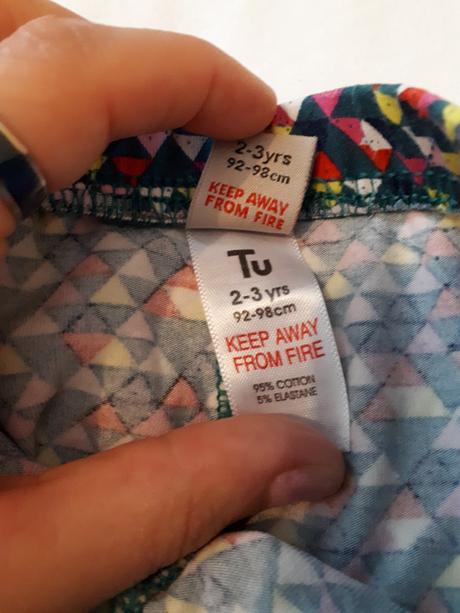 2-3yrs
92-98cm
KEEP AWAY
FROM FIRE
Tu
2-3 yrs
92-98cm
KEEP AWAY
FROM FIRE
95% COTTON
5% ELASTANE